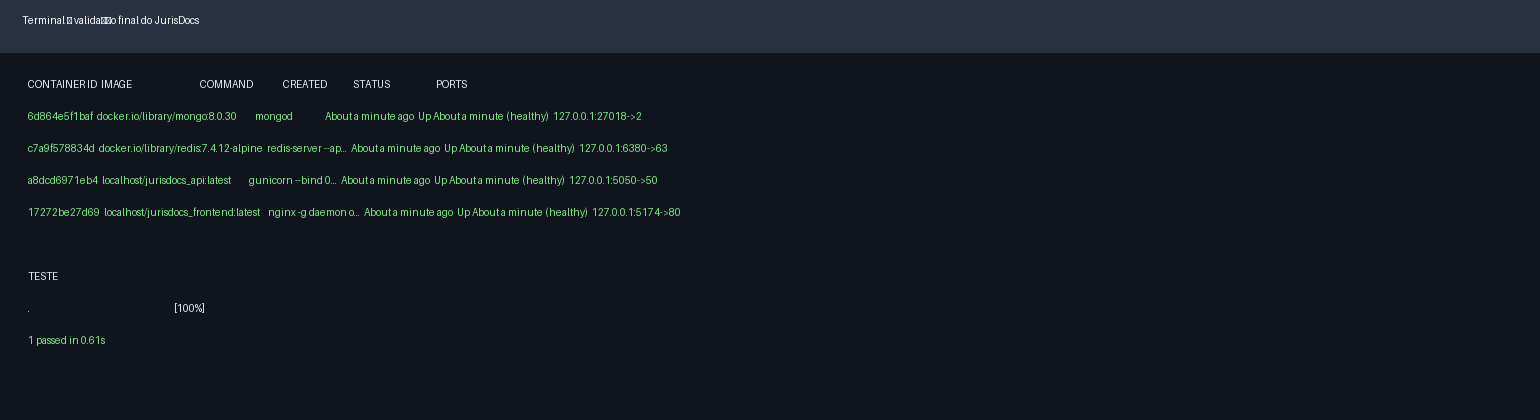 Terminal ▯ valida▯▯o final do JurisDocs
CONTAINER ID IMAGE COMMAND CREATED STATUS PORTS
6d864e5f1baf docker.io/library/mongo:8.0.30 mongod About a minute ago Up About a minute (healthy) 127.0.0.1:27018->2
c7a9f578834d docker.io/library/redis:7.4.12-alpine redis-server --ap... About a minute ago Up About a minute (healthy) 127.0.0.1:6380->63
a8dcd6971eb4 localhost/jurisdocs_api:latest gunicorn --bind 0... About a minute ago Up About a minute (healthy) 127.0.0.1:5050->50
17272be27d69 localhost/jurisdocs_frontend:latest nginx -g daemon o... About a minute ago Up About a minute (healthy) 127.0.0.1:5174->80
TESTE
. [100%]
1 passed in 0.61s